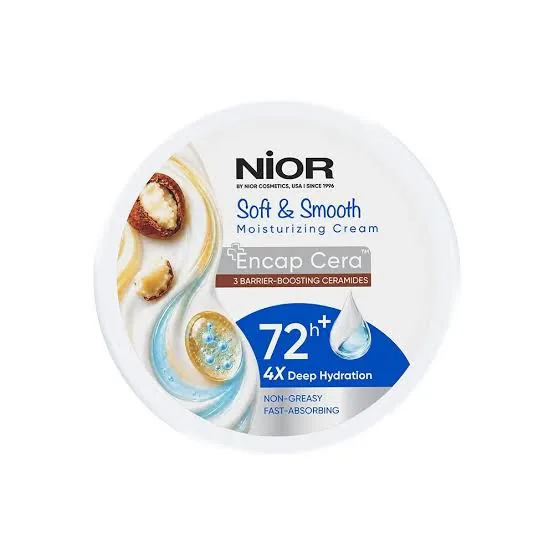 NiOR
BY NIOR COSMETICS, USA | SINCE 1996
Soft & Smooth
Moisturizing Cream
Encap Cera™
3 BARRIER-BOOSTING CERAMIDES
72h+
4X Deep Hydration
NON-GREASY
FAST-ABSORBING